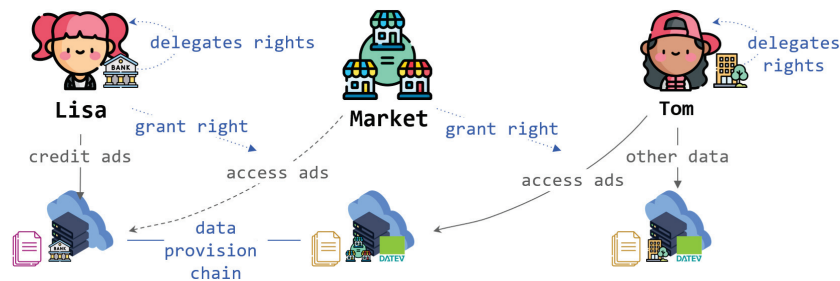 delegates rights
BANK
Lisa
Market
delegates
rights
Tom
grant right
grant right
credit ads
access ads
access ads
other data
data
provision
chain
BANK
DATEV
DATEV